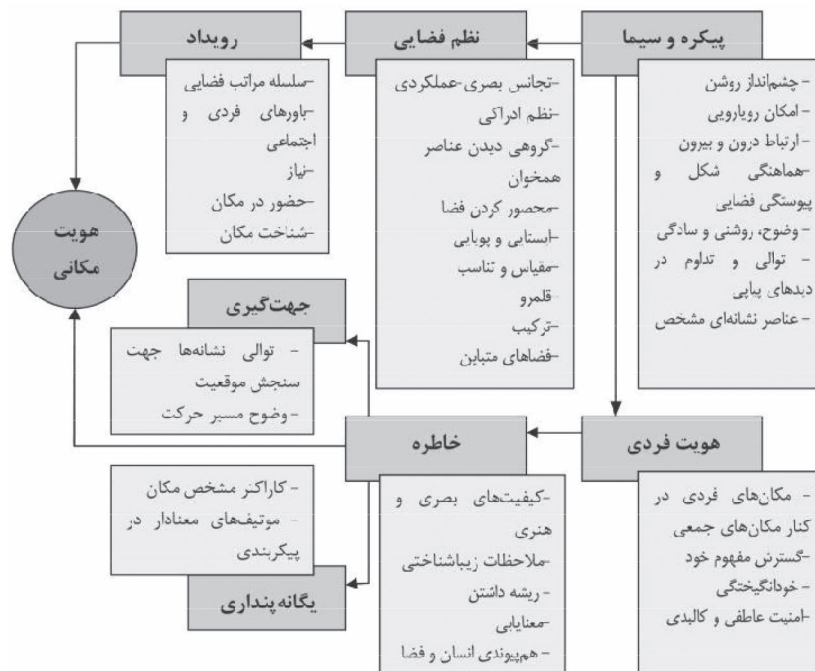 پیکره و سیما
-چشم‌انداز روشن
امکان رویارویی
-ارتباط درون و بیرون
-هماهنگی شکل و
پیوستگی فضایی
-وضوح، روشنی و سادگی
- توالی و تداوم در
دیدهای پیاپی
-عناصر نشانه‌ای مشخص
نظم فضایی
-تجانس بصری-عملکردی
نظم ادراکی
-گروهی دیدن عناصر
همخوان
-محصور کردن فضا
-ایستایی و پویایی
-مقیاس و تناسب
قلمرو
-ترکیب
-فضاهای متباین
رویداد
-سلسله مراتب فضایی
-باورهای فردی و
اجتماعی
-نیاز
-حضور در مکان
-شناخت مکان
هویت
مکانی
جهت‌گیری
- توالی نشانه‌ها جهت
سنجش موقعیت
-وضوح مسیر حرکت
هویت فردی
- مکان‌های فردی در
کنار مکان‌های جمعی
-گسترش مفهوم خود
-خودانگیختگی
-امنیت عاطفی و کالبدی
خاطره
-کیفیت‌های بصری و
هنری
-ملاحظات زیباشناختی
-ریشه داشتن
-معنایابی
-هم‌پیوندی انسان و فضا
-کاراکتر مشخص مکان
- موتیف‌های معنادار در
پیکربندی
یگانه‌پنداری